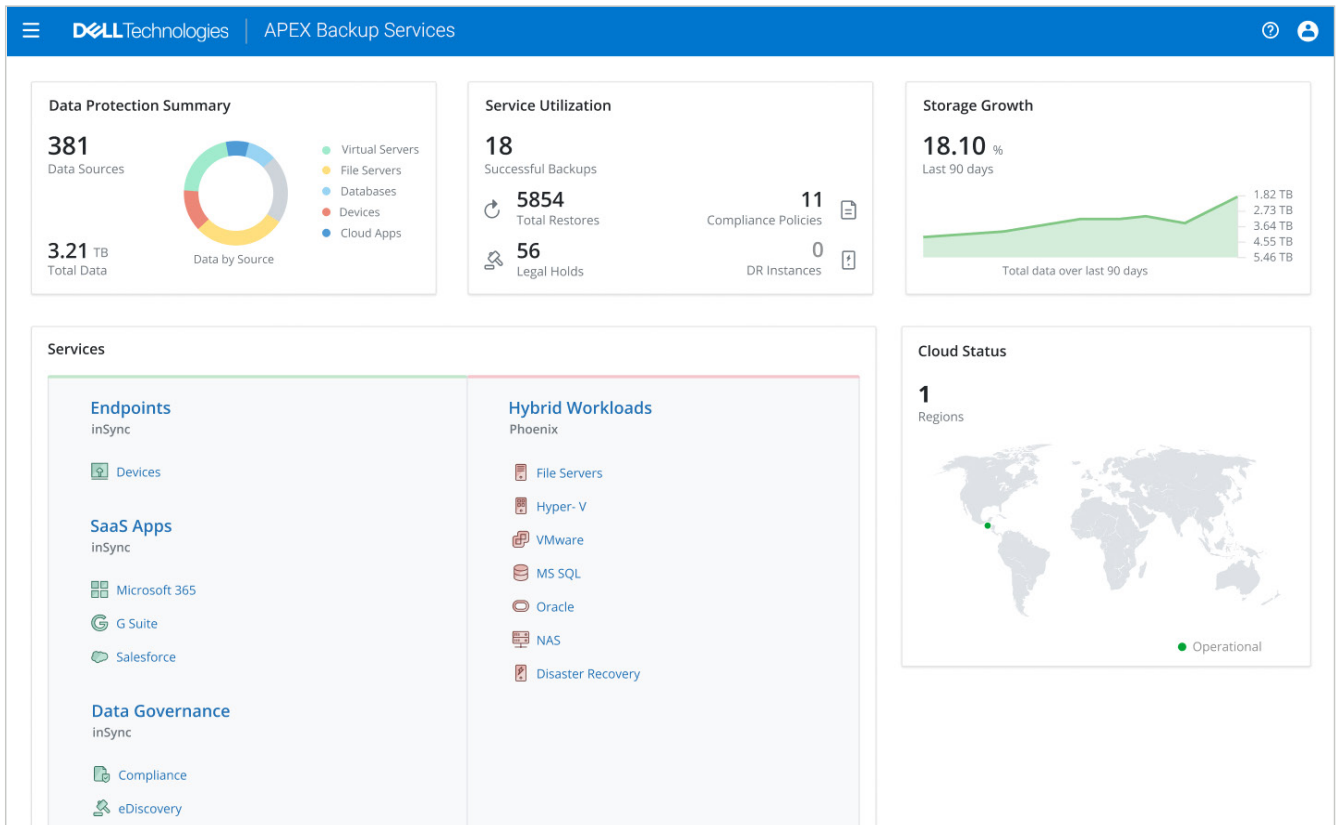 DELLTechnologies APEX Backup Services
Data Protection Summary
381
Data Sources
3.21 TB
Total Data
Data by Source
Virtual Servers
File Servers
Databases
Devices
Cloud Apps
Service Utilization
18
Successful Backups
5854
Total Restores
11
Compliance Policies
56
Legal Holds
0
DR Instances
Storage Growth
18.10 %
Last 90 days
1.82 TB
2.73 TB
3.64 TB
4.55 TB
5.46 TB
Total data over last 90 days
Services
Endpoints
inSync
Devices
SaaS Apps
inSync
Microsoft 365
G Suite
Salesforce
Data Governance
inSync
Compliance
eDiscovery
Hybrid Workloads
Phoenix
File Servers
Hyper- V
VMware
MS SQL
Oracle
NAS
Disaster Recovery
Cloud Status
1
Regions
Operational